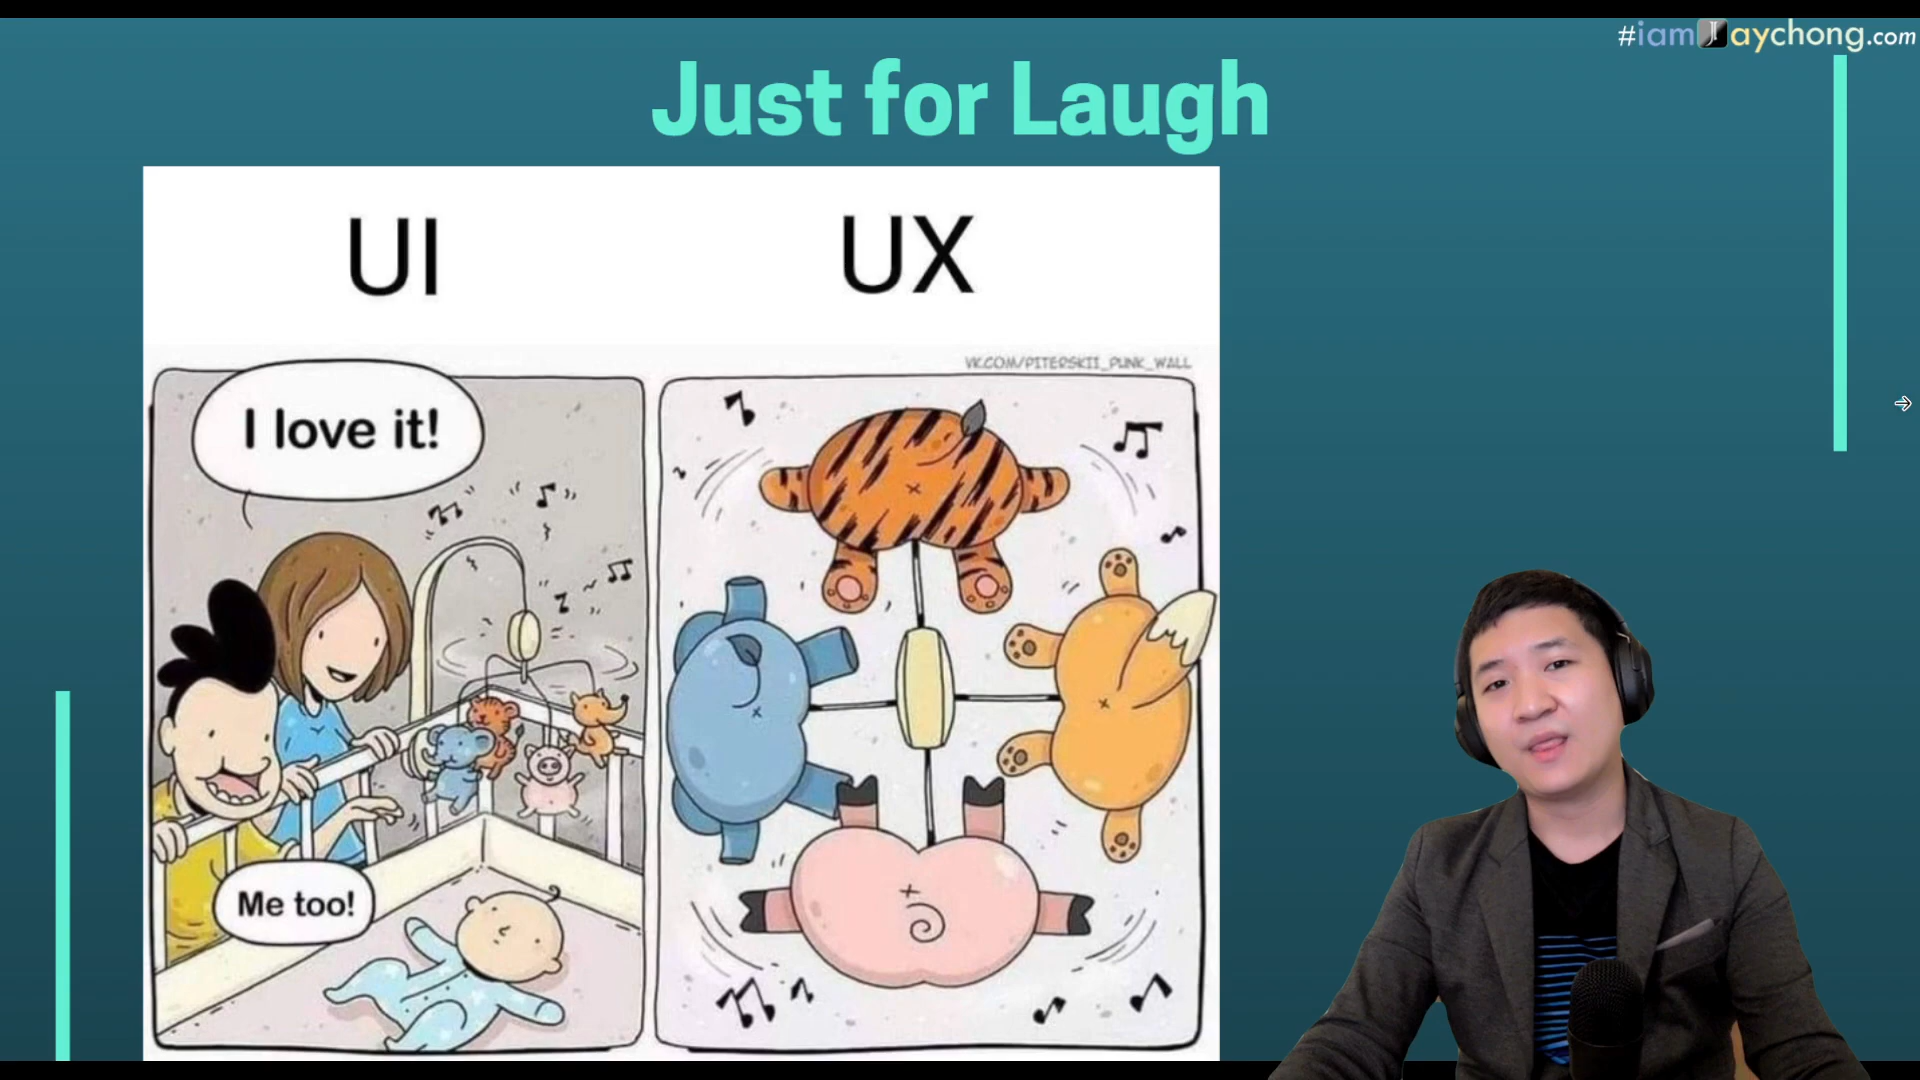 #iamJaychong.com
Just for Laugh
UI
UX
VK.COM/PITERSKII_PUNK_WALL
I love it!
Me too!